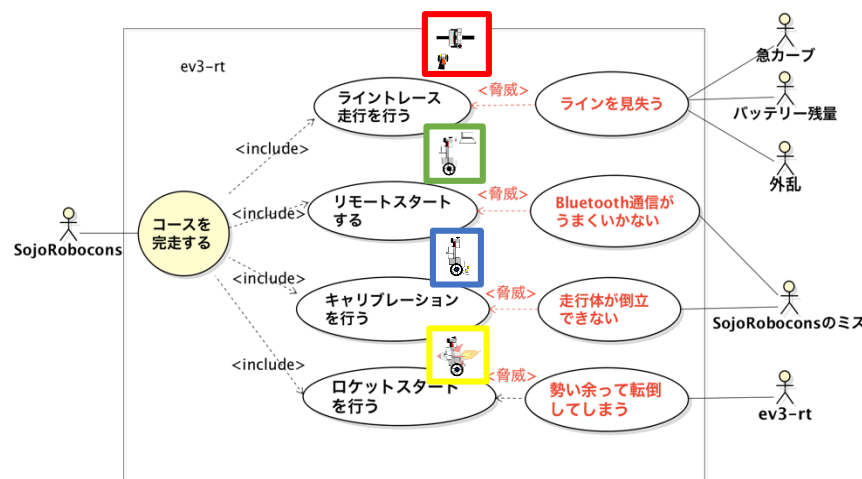 急カーブ
ev3-rt
<脅威>
ライントレース
走行を行う
ラインを見失う
バッテリー残量
<include>
外乱
<脅威>
リモートスタート
する
Bluetooth通信が
うまくいかない
<include>
コースを
完走する
SojoRobocons
<include>
<脅威>
キャリブレーション
を行う
走行体が倒立
できない
SojoRoboconsのミス
<include>
<脅威>
ロケットスタート
を行う
勢い余って転倒
してしまう
ev3-rt